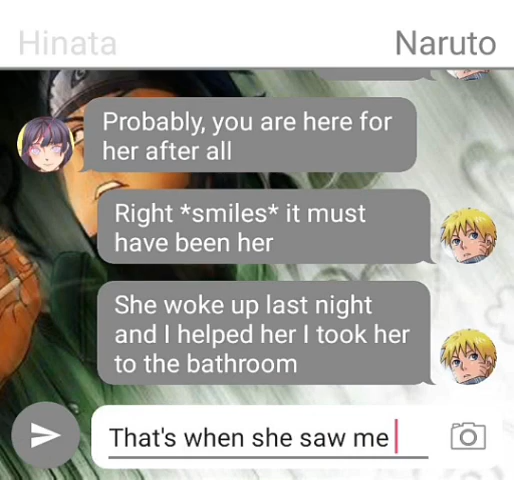 Hinata
Naruto
Probably, you are here for
her after all
Right *smiles* it must
have been her
She woke up last night
and I helped her I took her
to the bathroom
That's when she saw me